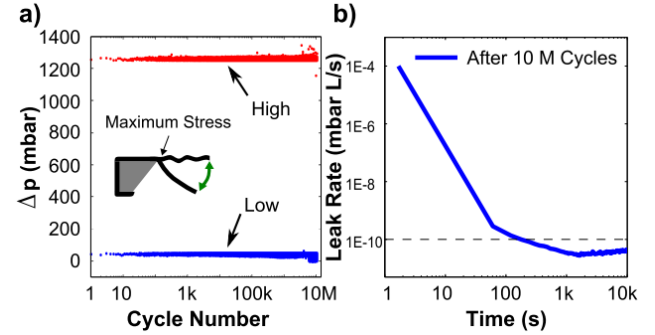 a)
Δp (mbar)
1400
1200
1000
800
600
400
200
0
High
Maximum Stress
Low
1 10 1k 100k 10M
Cycle Number
b)
Leak Rate (mbar L/s)
1E-4
1E-6
1E-8
1E-10
After 10 M Cycles
1 10 100 1k 10k
Time (s)